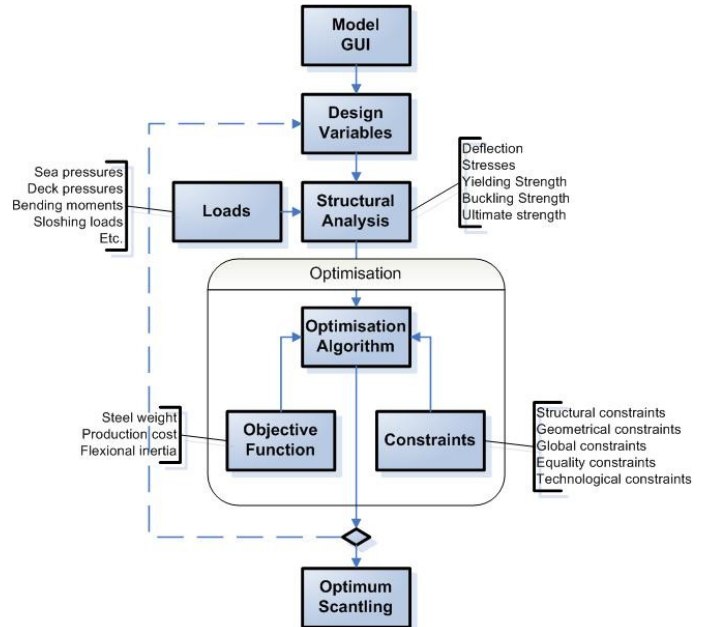 Model
GUI
Design
Variables
Sea pressures
Deck pressures
Bending moments
Sloshing loads
Etc.
Loads
Structural
Analysis
Deflection
Stresses
Yielding Strength
Buckling Strength
Ultimate strength
Optimisation
Optimisation
Algorithm
Steel weight
Production cost
Flexional inertia
Objective
Function
Constraints
Structural constraints
Geometrical constraints
Global constraints
Equality constraints
Technological constraints
Optimum
Scantling